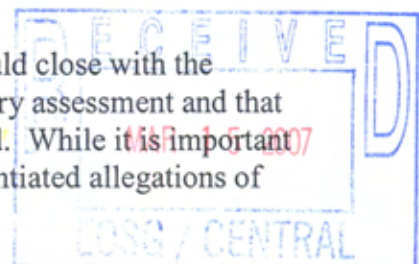 RECEIVED
ld close with the
ry assessment and that
. While it is important
MAR 15 2007
ntiated allegations of
EOSG / CENTRAL